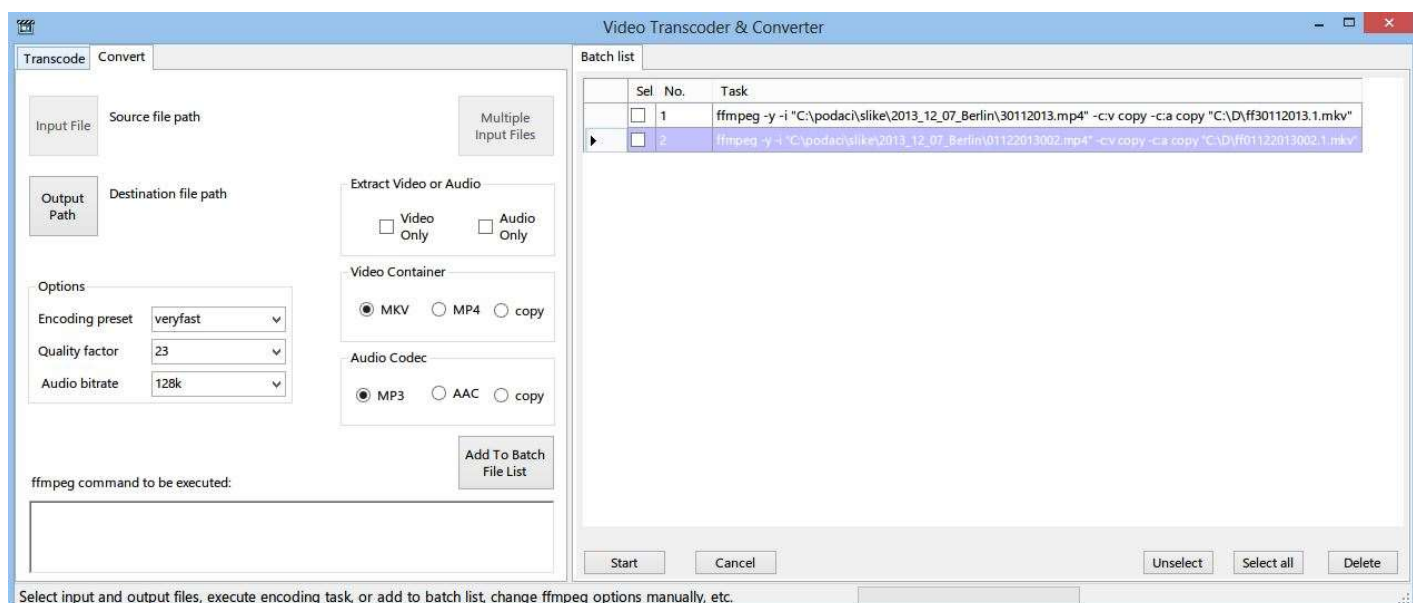 Video Transcoder & Converter
Transcode Convert
Input File
Source file path
Multiple
Input Files
Output
Path
Destination file path
Extract Video or Audio
Video
Only
Audio
Only
Options
Encoding preset veryfast
Quality factor 23
Audio bitrate 128k
Video Container
MKV MP4 copy
Audio Codec
MP3 AAC copy
Add To Batch
File List
ffmpeg command to be executed:
Batch list
Sel No. Task
1 ffmpeg -y -i "C:\podaci\slike\2013_12_07_Berlin\30112013.mp4" -c:v copy -c:a copy "C:\D\ff30112013.1.mkv"
2 ffmpeg -y -i "C:\podaci\slike\2013_12_07_Berlin\01122013002.mp4" -c:v copy -c:a copy "C:\D\ff01122013002.1.mkv"
Start Cancel Unselect Select all Delete
Select input and output files, execute encoding task, or add to batch list, change ffmpeg options manually, etc.